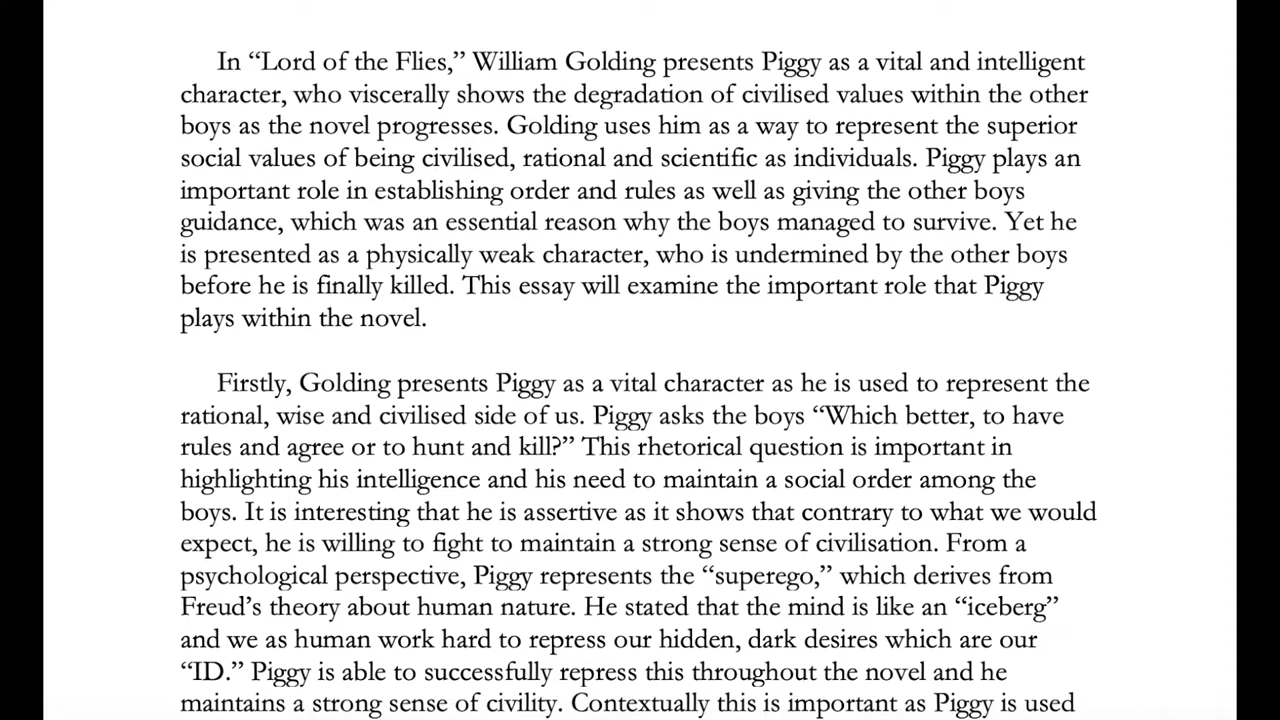 In “Lord of the Flies,” William Golding presents Piggy as a vital and intelligent
character, who viscerally shows the degradation of civilised values within the other
boys as the novel progresses. Golding uses him as a way to represent the superior
social values of being civilised, rational and scientific as individuals. Piggy plays an
important role in establishing order and rules as well as giving the other boys
guidance, which was an essential reason why the boys managed to survive. Yet he
is presented as a physically weak character, who is undermined by the other boys
before he is finally killed. This essay will examine the important role that Piggy
plays within the novel.
Firstly, Golding presents Piggy as a vital character as he is used to represent the
rational, wise and civilised side of us. Piggy asks the boys “Which better, to have
rules and agree or to hunt and kill?” This rhetorical question is important in
highlighting his intelligence and his need to maintain a social order among the
boys. It is interesting that he is assertive as it shows that contrary to what we would
expect, he is willing to fight to maintain a strong sense of civilisation. From a
psychological perspective, Piggy represents the “superego,” which derives from
Freud’s theory about human nature. He stated that the mind is like an “iceberg”
and we as human work hard to repress our hidden, dark desires which are our
“ID.” Piggy is able to successfully repress this throughout the novel and he
maintains a strong sense of civility. Contextually this is important as Piggy is used